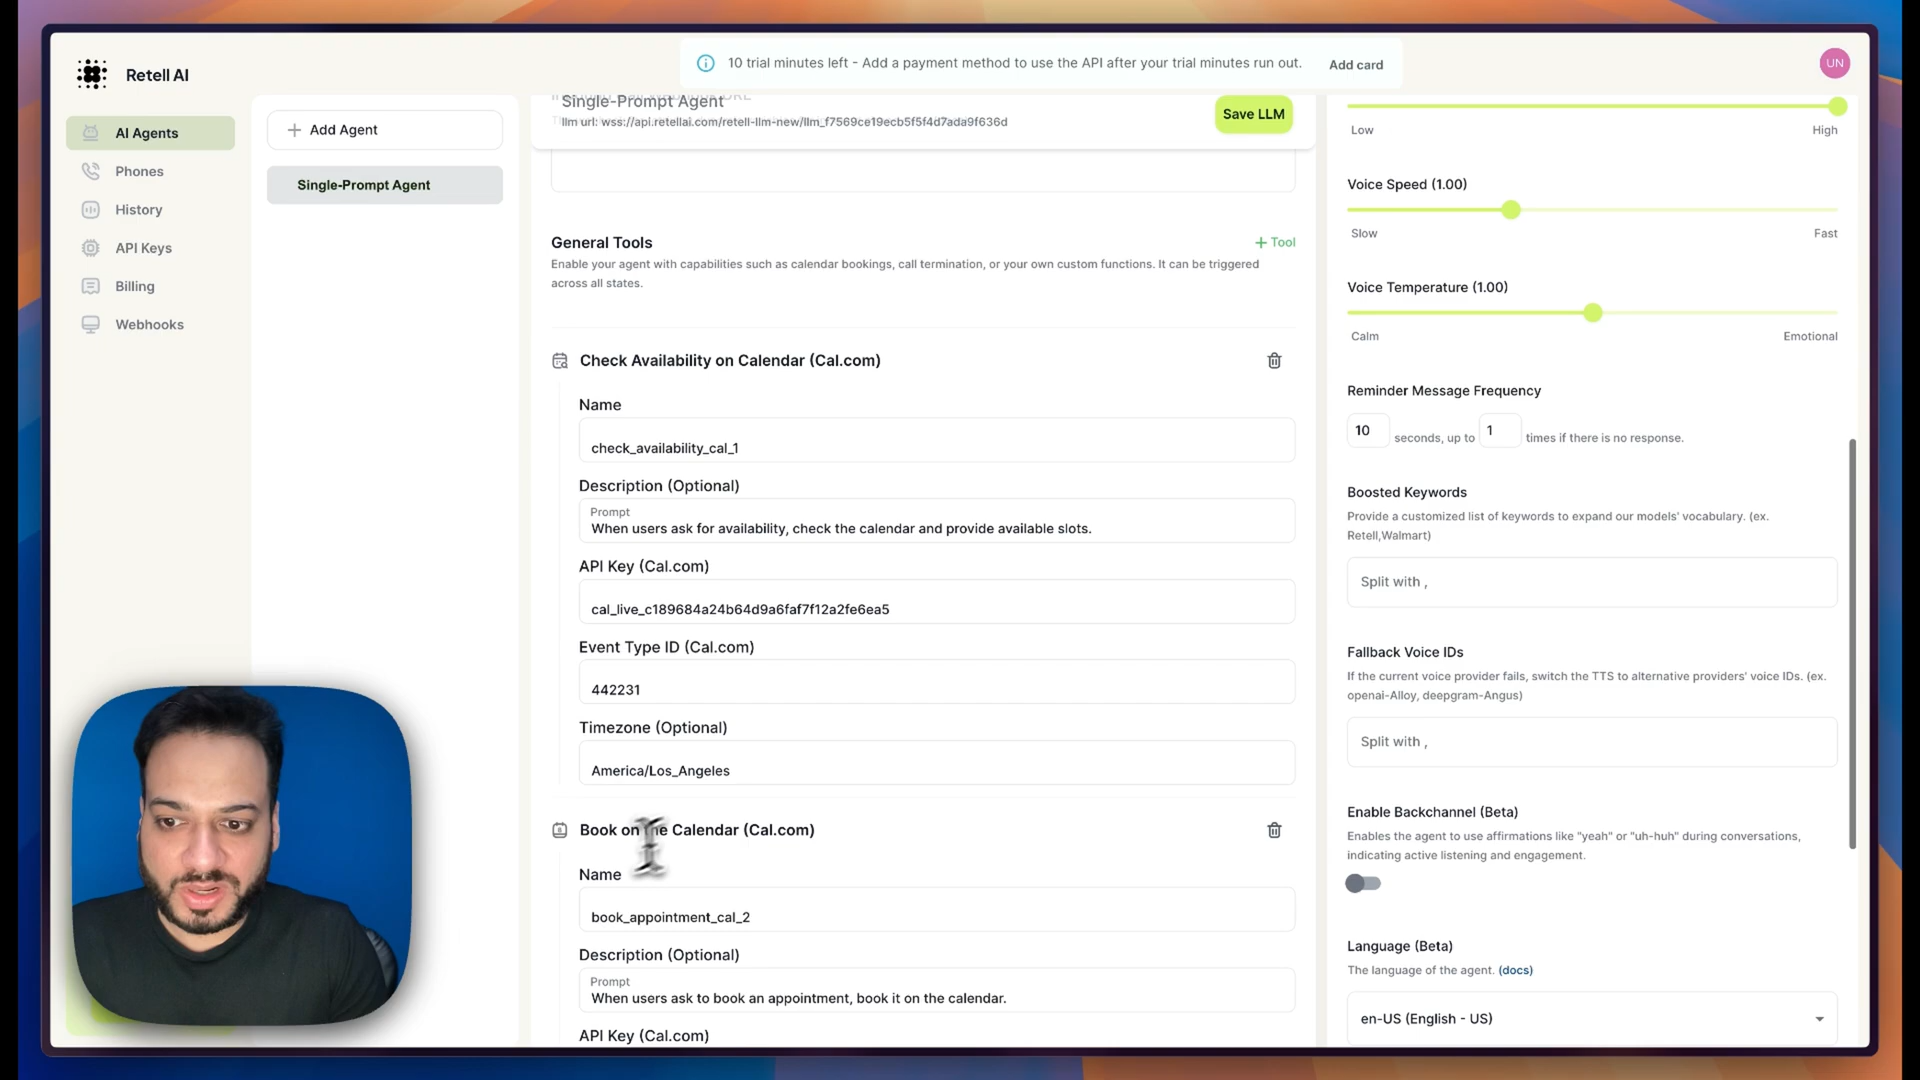 Retell AI
10 trial minutes left - Add a payment method to use the API after your trial minutes run out.
Add card
UN
AI Agents
Phones
History
API Keys
Billing
Webhooks
Add Agent
Single-Prompt Agent
Single-Prompt Agent
llm url: wss://api.retellai.com/retell-llm-new/llm_f7569ce19ecb5f5f4d7ada9f636d
Save LLM
General Tools
+ Tool
Enable your agent with capabilities such as calendar bookings, call termination, or your own custom functions. It can be triggered
across all states.
Check Availability on Calendar (Cal.com)
Name
check_availability_cal_1
Description (Optional)
Prompt
When users ask for availability, check the calendar and provide available slots.
API Key (Cal.com)
cal_live_c189684a24b64d9a6faf7f12a2fe6ea5
Event Type ID (Cal.com)
442231
Timezone (Optional)
America/Los_Angeles
Book on the Calendar (Cal.com)
Name
book_appointment_cal_2
Description (Optional)
Prompt
When users ask to book an appointment, book it on the calendar.
API Key (Cal.com)
Low
High
Voice Speed (1.00)
Slow
Fast
Voice Temperature (1.00)
Calm
Emotional
Reminder Message Frequency
10 seconds, up to 1 times if there is no response.
Boosted Keywords
Provide a customized list of keywords to expand our models' vocabulary. (ex.
Retell,Walmart)
Split with ,
Fallback Voice IDs
If the current voice provider fails, switch the TTS to alternative providers' voice IDs. (ex.
openai-Alloy, deepgram-Angus)
Split with ,
Enable Backchannel (Beta)
Enables the agent to use affirmations like "yeah" or "uh-huh" during conversations,
indicating active listening and engagement.
Language (Beta)
The language of the agent. (docs)
en-US (English - US)